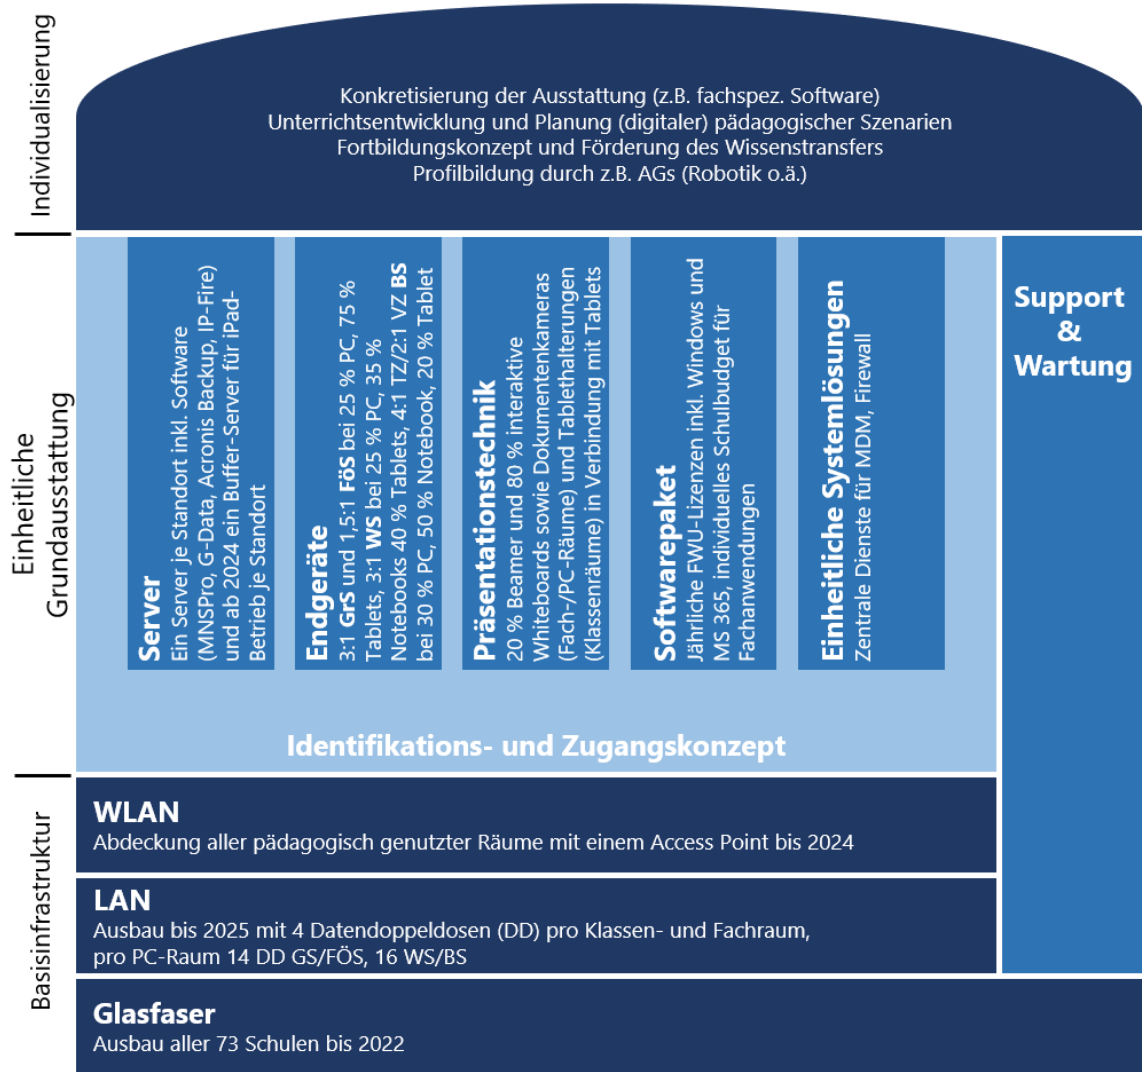 Individualisierung
Konkretisierung der Ausstattung (z.B. fachspez. Software)
Unterrichtsentwicklung und Planung (digitaler) pädagogischer Szenarien
Fortbildungskonzept und Förderung des Wissenstransfers
Profilbildung durch z.B. AGs (Robotik o.ä.)
Einheitliche
Grundausstattung
Server
Ein Server je Standort inkl. Software
(MNSPro, G-Data, Acronis Backup, IP-Fire)
und ab 2024 ein Buffer-Server für iPad-
Betrieb je Standort
Endgeräte
3:1 GrS und 1,5:1 FöS bei 25 % PC, 75 %
Tablets, 3:1 WS bei 25 % PC, 35 %
Notebooks 40 % Tablets, 4:1 TZ/2:1 VZ BS
bei 30 % PC, 50 % Notebook, 20 % Tablet
Präsentationstechnik
20 % Beamer und 80 % interaktive
Whiteboards sowie Dokumentenkameras
(Fach-/PC-Räume) und Tablethalterungen
(Klassenräume) in Verbindung mit Tablets
Softwarepaket
Jährliche FWU-Lizenzen inkl. Windows und
MS 365, individuelles Schulbudget für
Fachanwendungen
Einheitliche Systemlösungen
Zentrale Dienste für MDM, Firewall
Support
&
Wartung
Identifikations- und Zugangskonzept
Basisinfrastruktur
WLAN
Abdeckung aller pädagogisch genutzter Räume mit einem Access Point bis 2024
LAN
Ausbau bis 2025 mit 4 Datendoppeldosen (DD) pro Klassen- und Fachraum,
pro PC-Raum 14 DD GS/FÖS, 16 WS/BS
Glasfaser
Ausbau aller 73 Schulen bis 2022